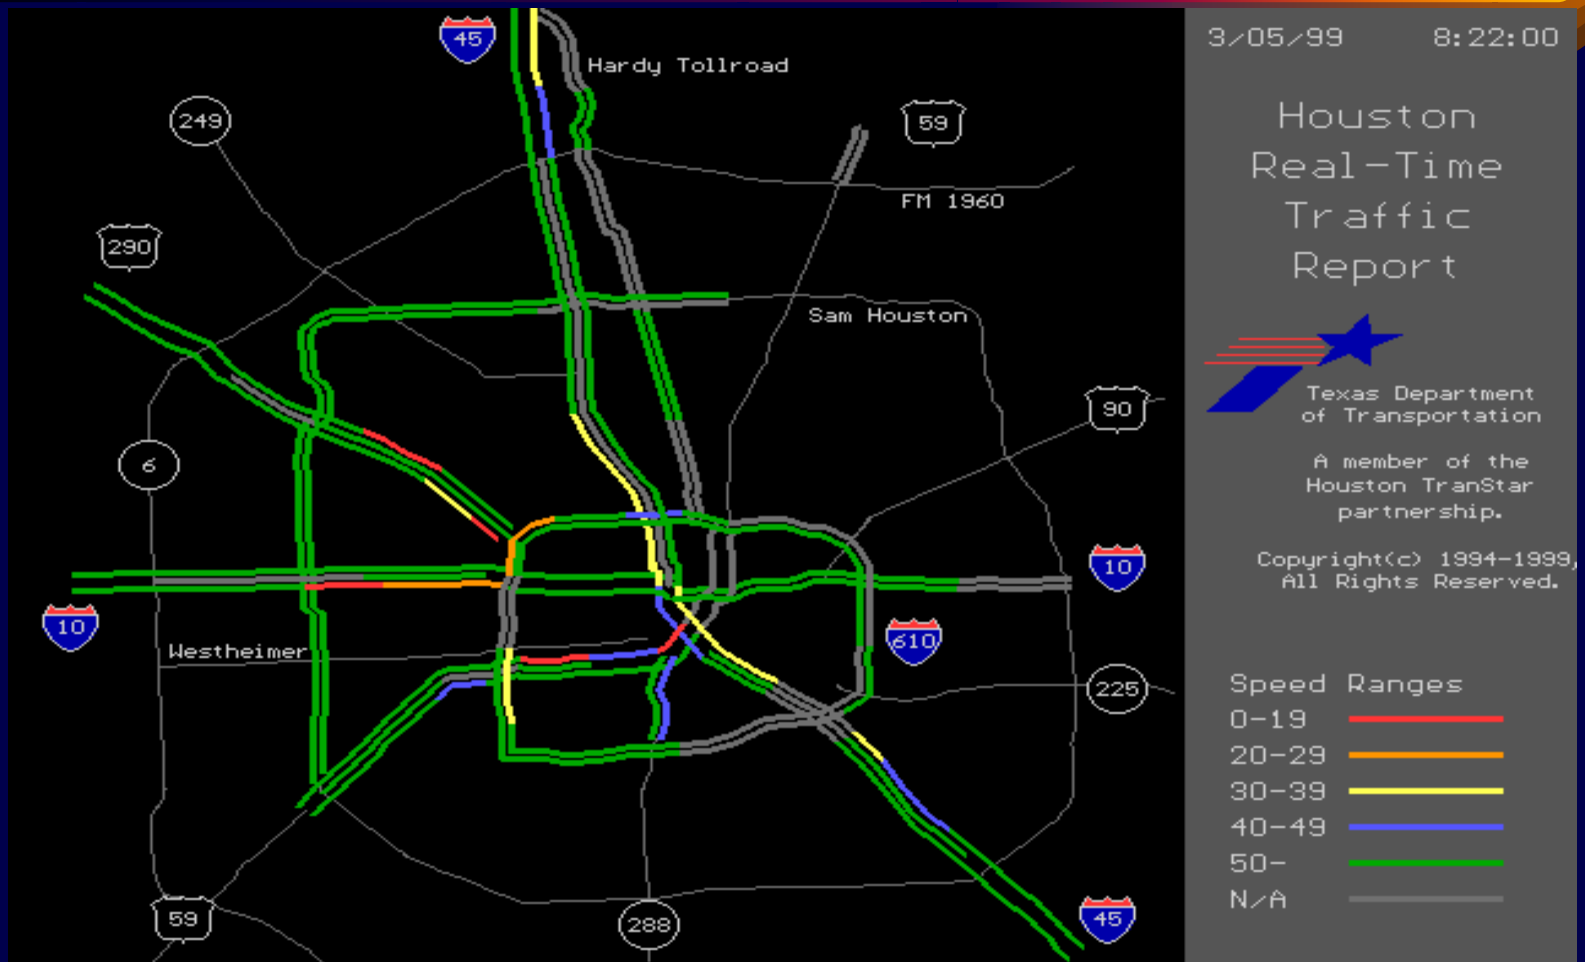 45
Hardy Tollroad
249
59
FM 1960
290
Sam Houston
90
6
10
10
610
Westheimer
225
59
288
45
3/05/99 8:22:00
Houston
Real-Time
Traffic
Report
Texas Department
of Transportation
A member of the
Houston TranStar
partnership.
Copyright(c) 1994-1999,
All Rights Reserved.
Speed Ranges
0-19
20-29
30-39
40-49
50-
N/A